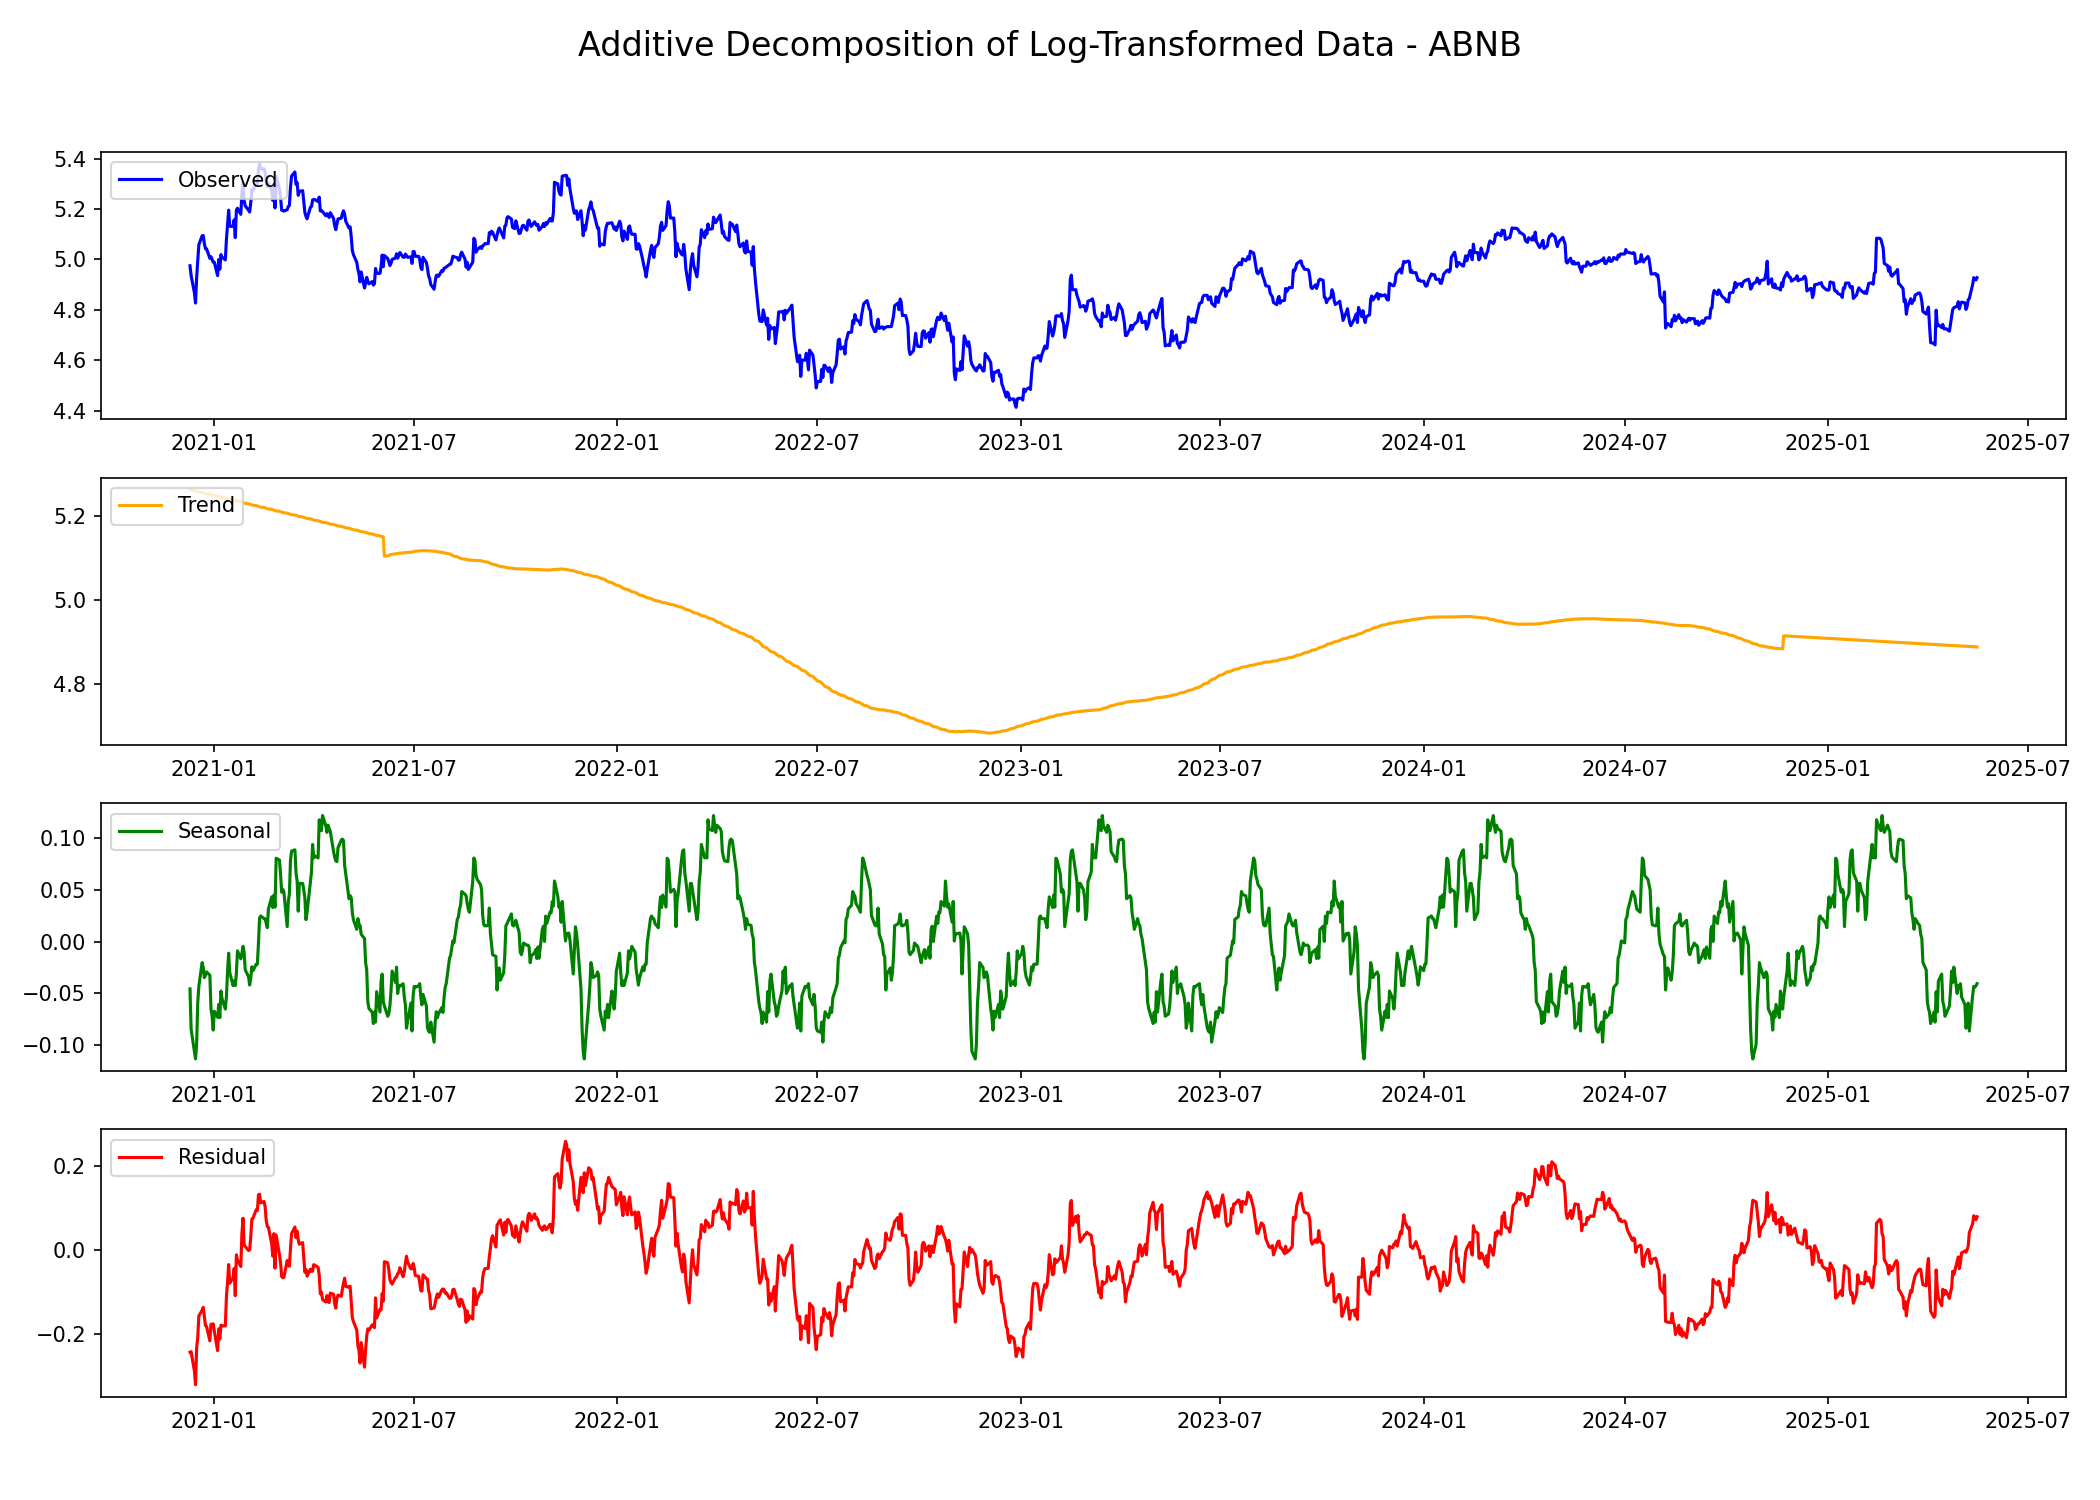 Additive Decomposition of Log-Transformed Data - ABNB
5.4
5.2
5.0
4.8
4.6
4.4
Observed
2021-01 2021-07 2022-01 2022-07 2023-01 2023-07 2024-01 2024-07 2025-01 2025-07
5.2
5.0
4.8
Trend
2021-01 2021-07 2022-01 2022-07 2023-01 2023-07 2024-01 2024-07 2025-01 2025-07
0.10
0.05
0.00
−0.05
−0.10
Seasonal
2021-01 2021-07 2022-01 2022-07 2023-01 2023-07 2024-01 2024-07 2025-01 2025-07
0.2
0.0
−0.2
Residual
2021-01 2021-07 2022-01 2022-07 2023-01 2023-07 2024-01 2024-07 2025-01 2025-07